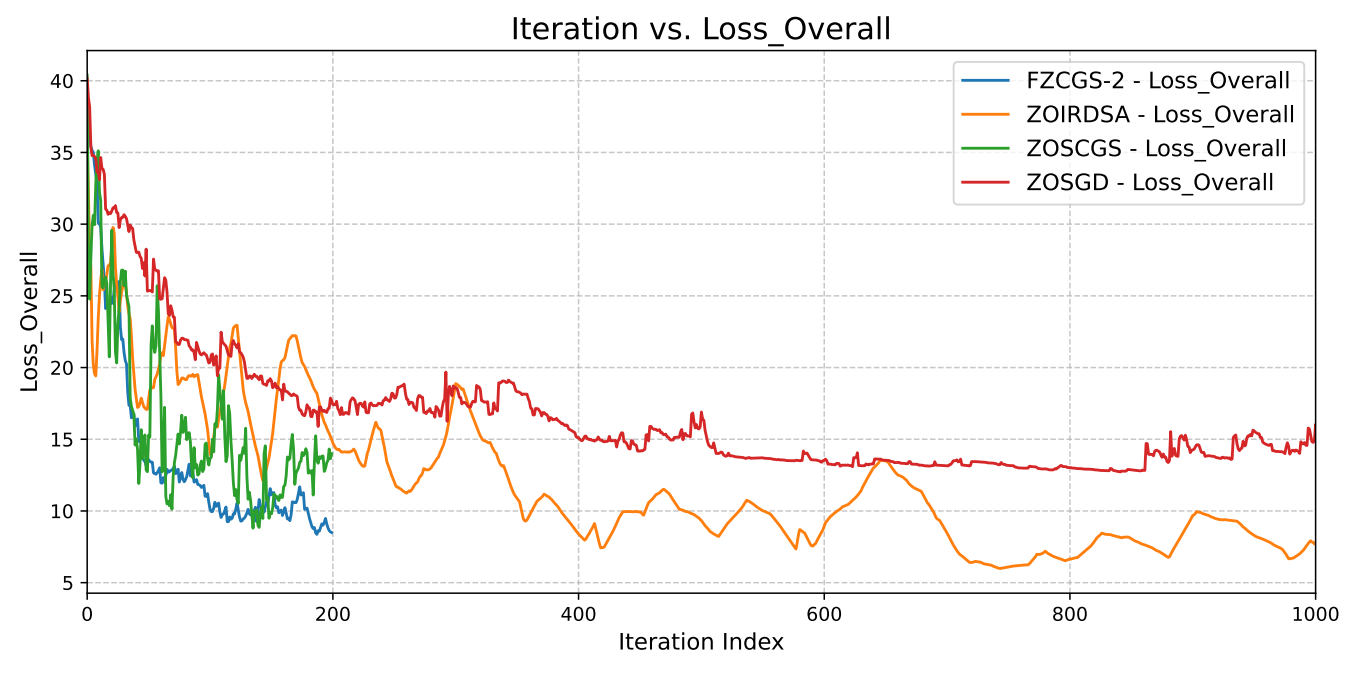 Iteration vs. Loss_Overall
FZCGS-2 - Loss_Overall
ZOIRDSA - Loss_Overall
ZOSCGS - Loss_Overall
ZOSGD - Loss_Overall
Loss_Overall
40
35
30
25
20
15
10
5
0
200
400
600
800
1000
Iteration Index